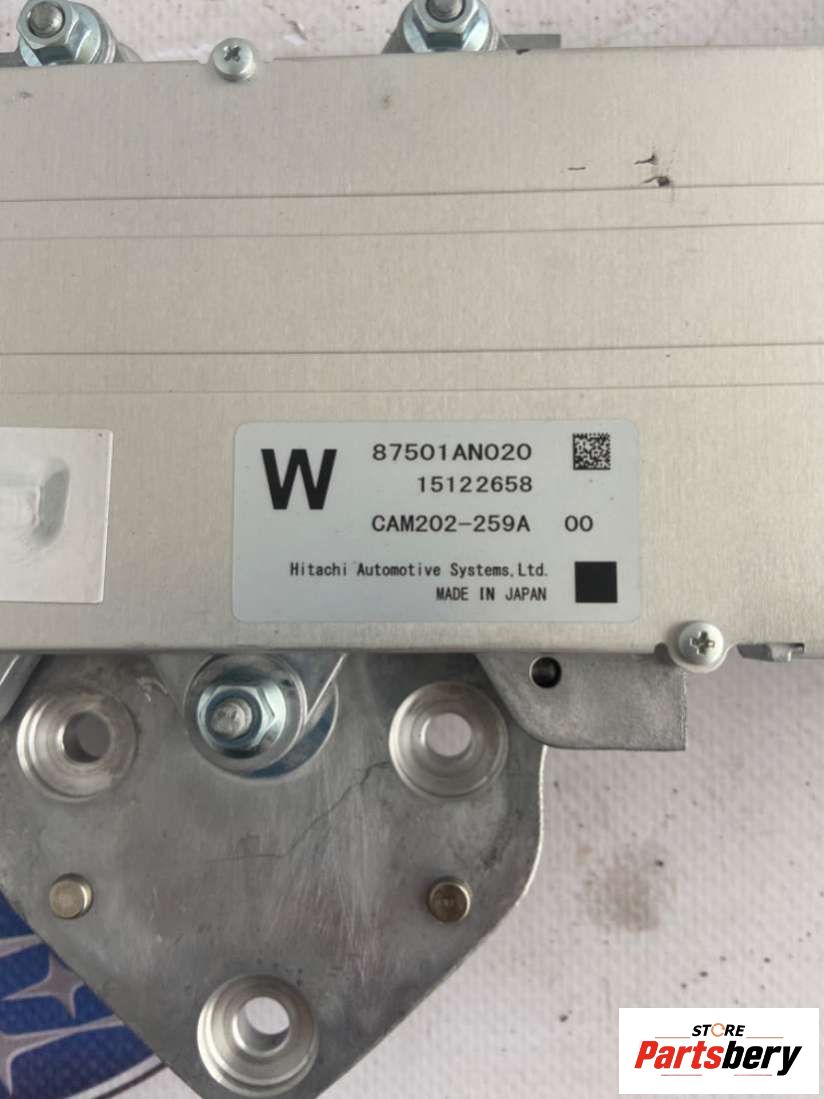 W
87501AN020
15122658
CAM202-259A 00
Hitachi Automotive Systems,Ltd.
MADE IN JAPAN
STORE
Partsbery